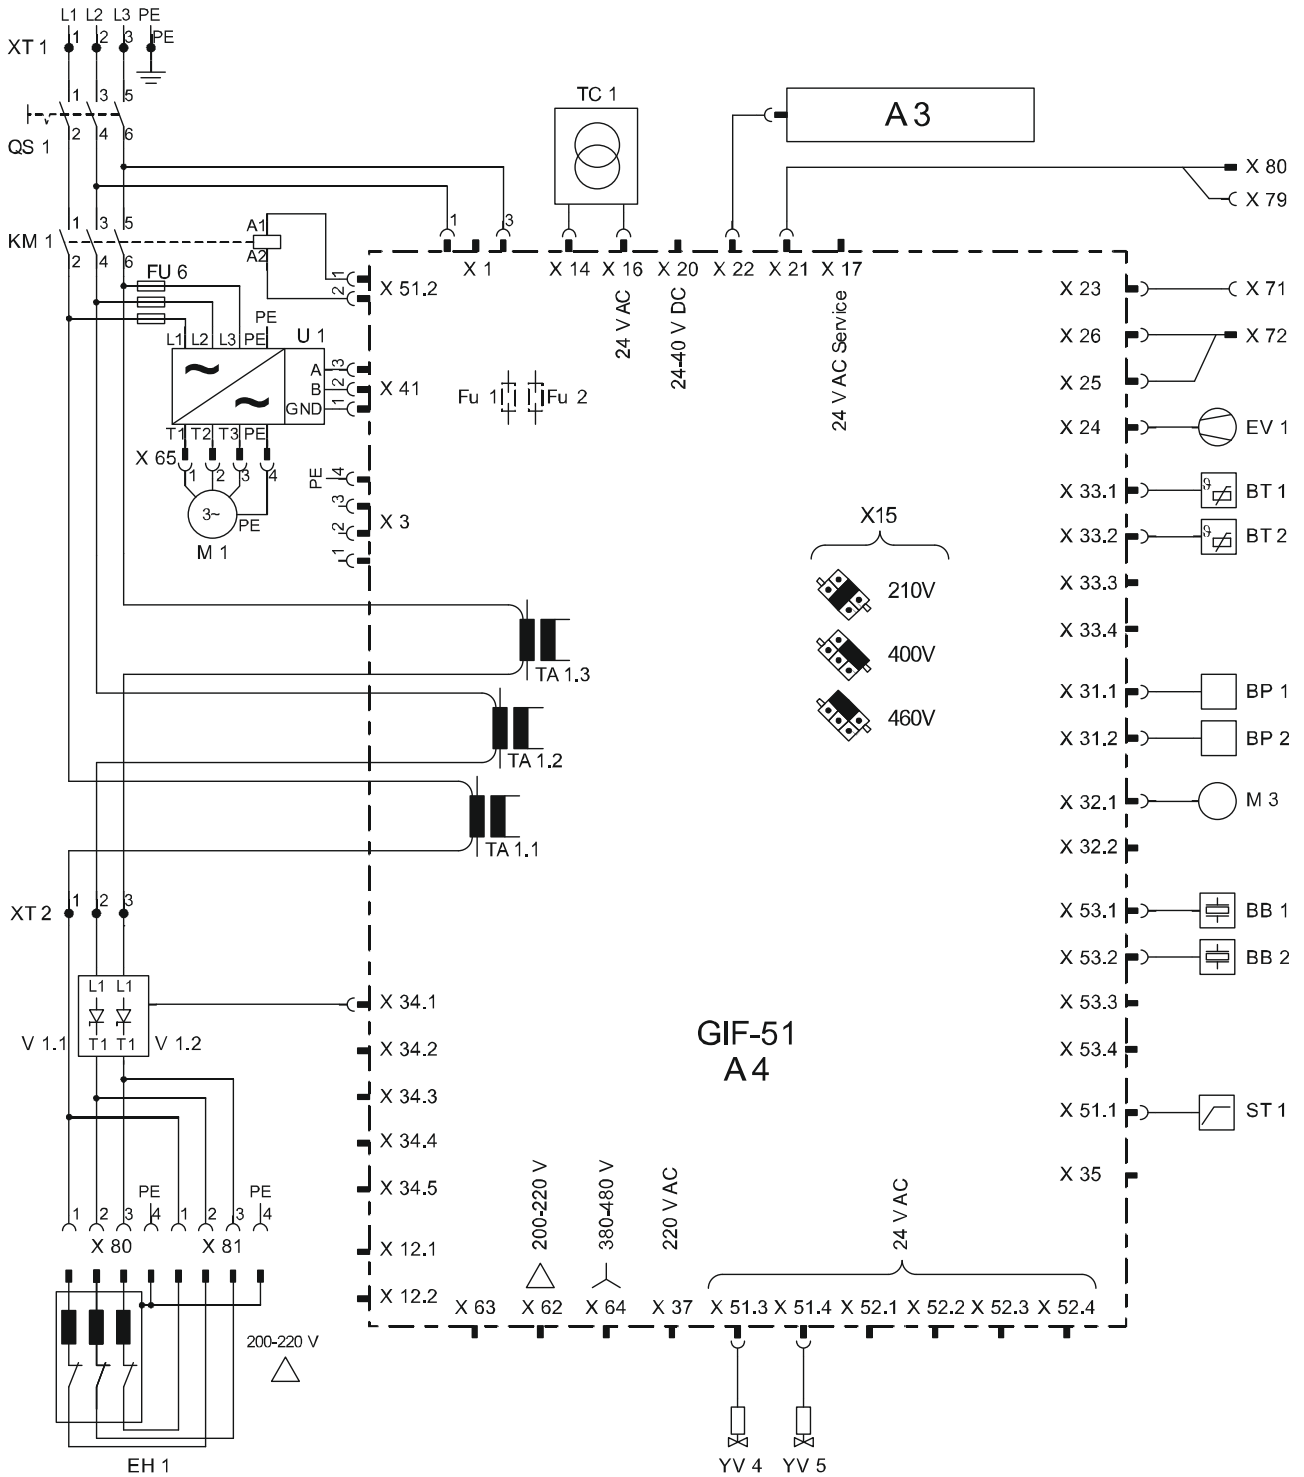 L1 L2 L3 PE
XT 1 1 2 3 PE
TC 1
A 3
1 3 5
QS 1 2 4 6
X 80
X 79
1 3 5 A1 1 3
KM 1 2 4 6 A2
X 1 X 14 X 16 X 20 X 22 X 21 X 17
24 V AC
24-40 V DC
24 V AC Service
1
2
X 51.2
X 23 X 71
FU 6
PE
L1 L2 L3 PE U 1
X 26 X 72
A 3
B 2
GND 1
X 41
Fu 1 Fu 2
X 25
T1 T2 T3 PE
X 24 EV 1
X 65 1 2 3 4
3~ PE
M 1
PE 4
3
2
1
X 3
X 33.1 ϑ BT 1
X15
X 33.2 ϑ BT 2
210V
X 33.3
X 33.4
400V
TA 1.3
X 31.1 BP 1
460V
X 31.2 BP 2
TA 1.2
X 32.1 M 3
TA 1.1
X 32.2
XT 2 1 2 3
X 53.1 BB 1
X 53.2 BB 2
L1 L1
X 34.1
X 53.3
V 1.1 T1 T1 V 1.2
X 34.2
GIF-51
A 4
X 53.4
X 34.3
X 51.1 ST 1
X 34.4
X 34.5
X 35
200-220 V
380-480 V
220 V AC
24 V AC
PE PE
1 2 3 4 1 2 3 4
X 80 X 81
X 12.1
X 12.2
X 63 X 62 X 64 X 37 X 51.3 X 51.4 X 52.1 X 52.2 X 52.3 X 52.4
200-220 V
EH 1
YV 4 YV 5